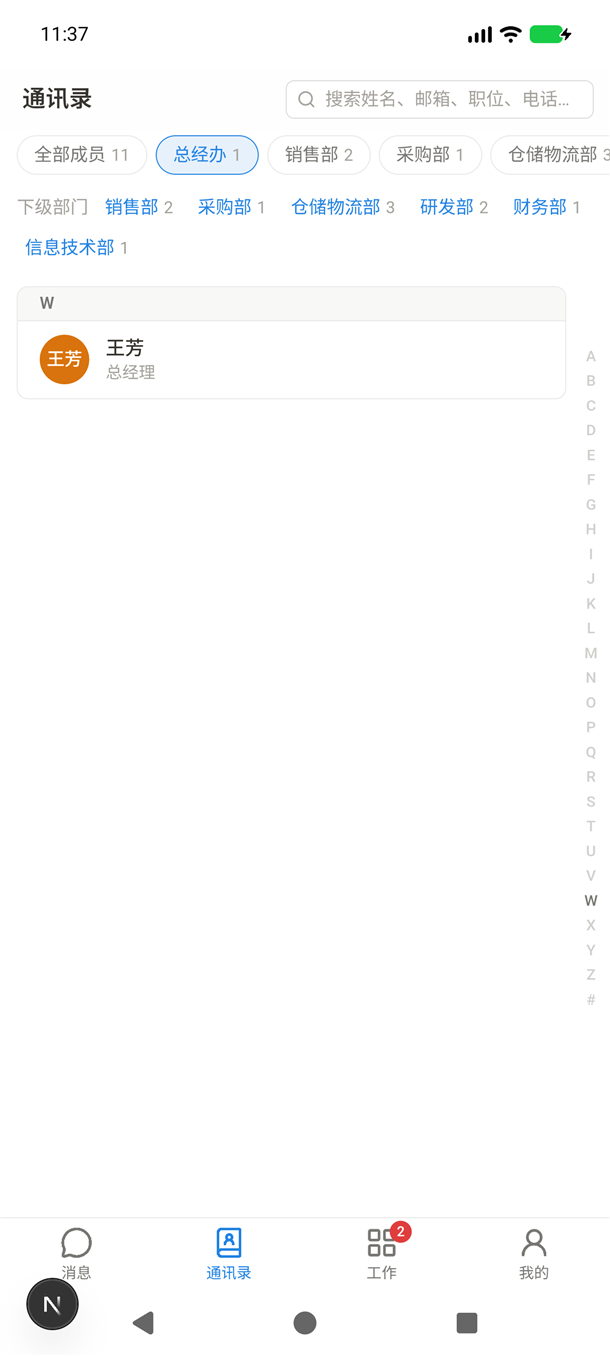 11:37
通讯录
搜索姓名、邮箱、职位、电话...
全部成员 11 总经办 1 销售部 2 采购部 1 仓储物流部 3
下级部门 销售部 2 采购部 1 仓储物流部 3 研发部 2 财务部 1
信息技术部 1
W
王芳 王芳
总经理
A
B
C
D
E
F
G
H
I
J
K
L
M
N
O
P
Q
R
S
T
U
V
W
X
Y
Z
#
2
消息 通讯录 工作 我的
N